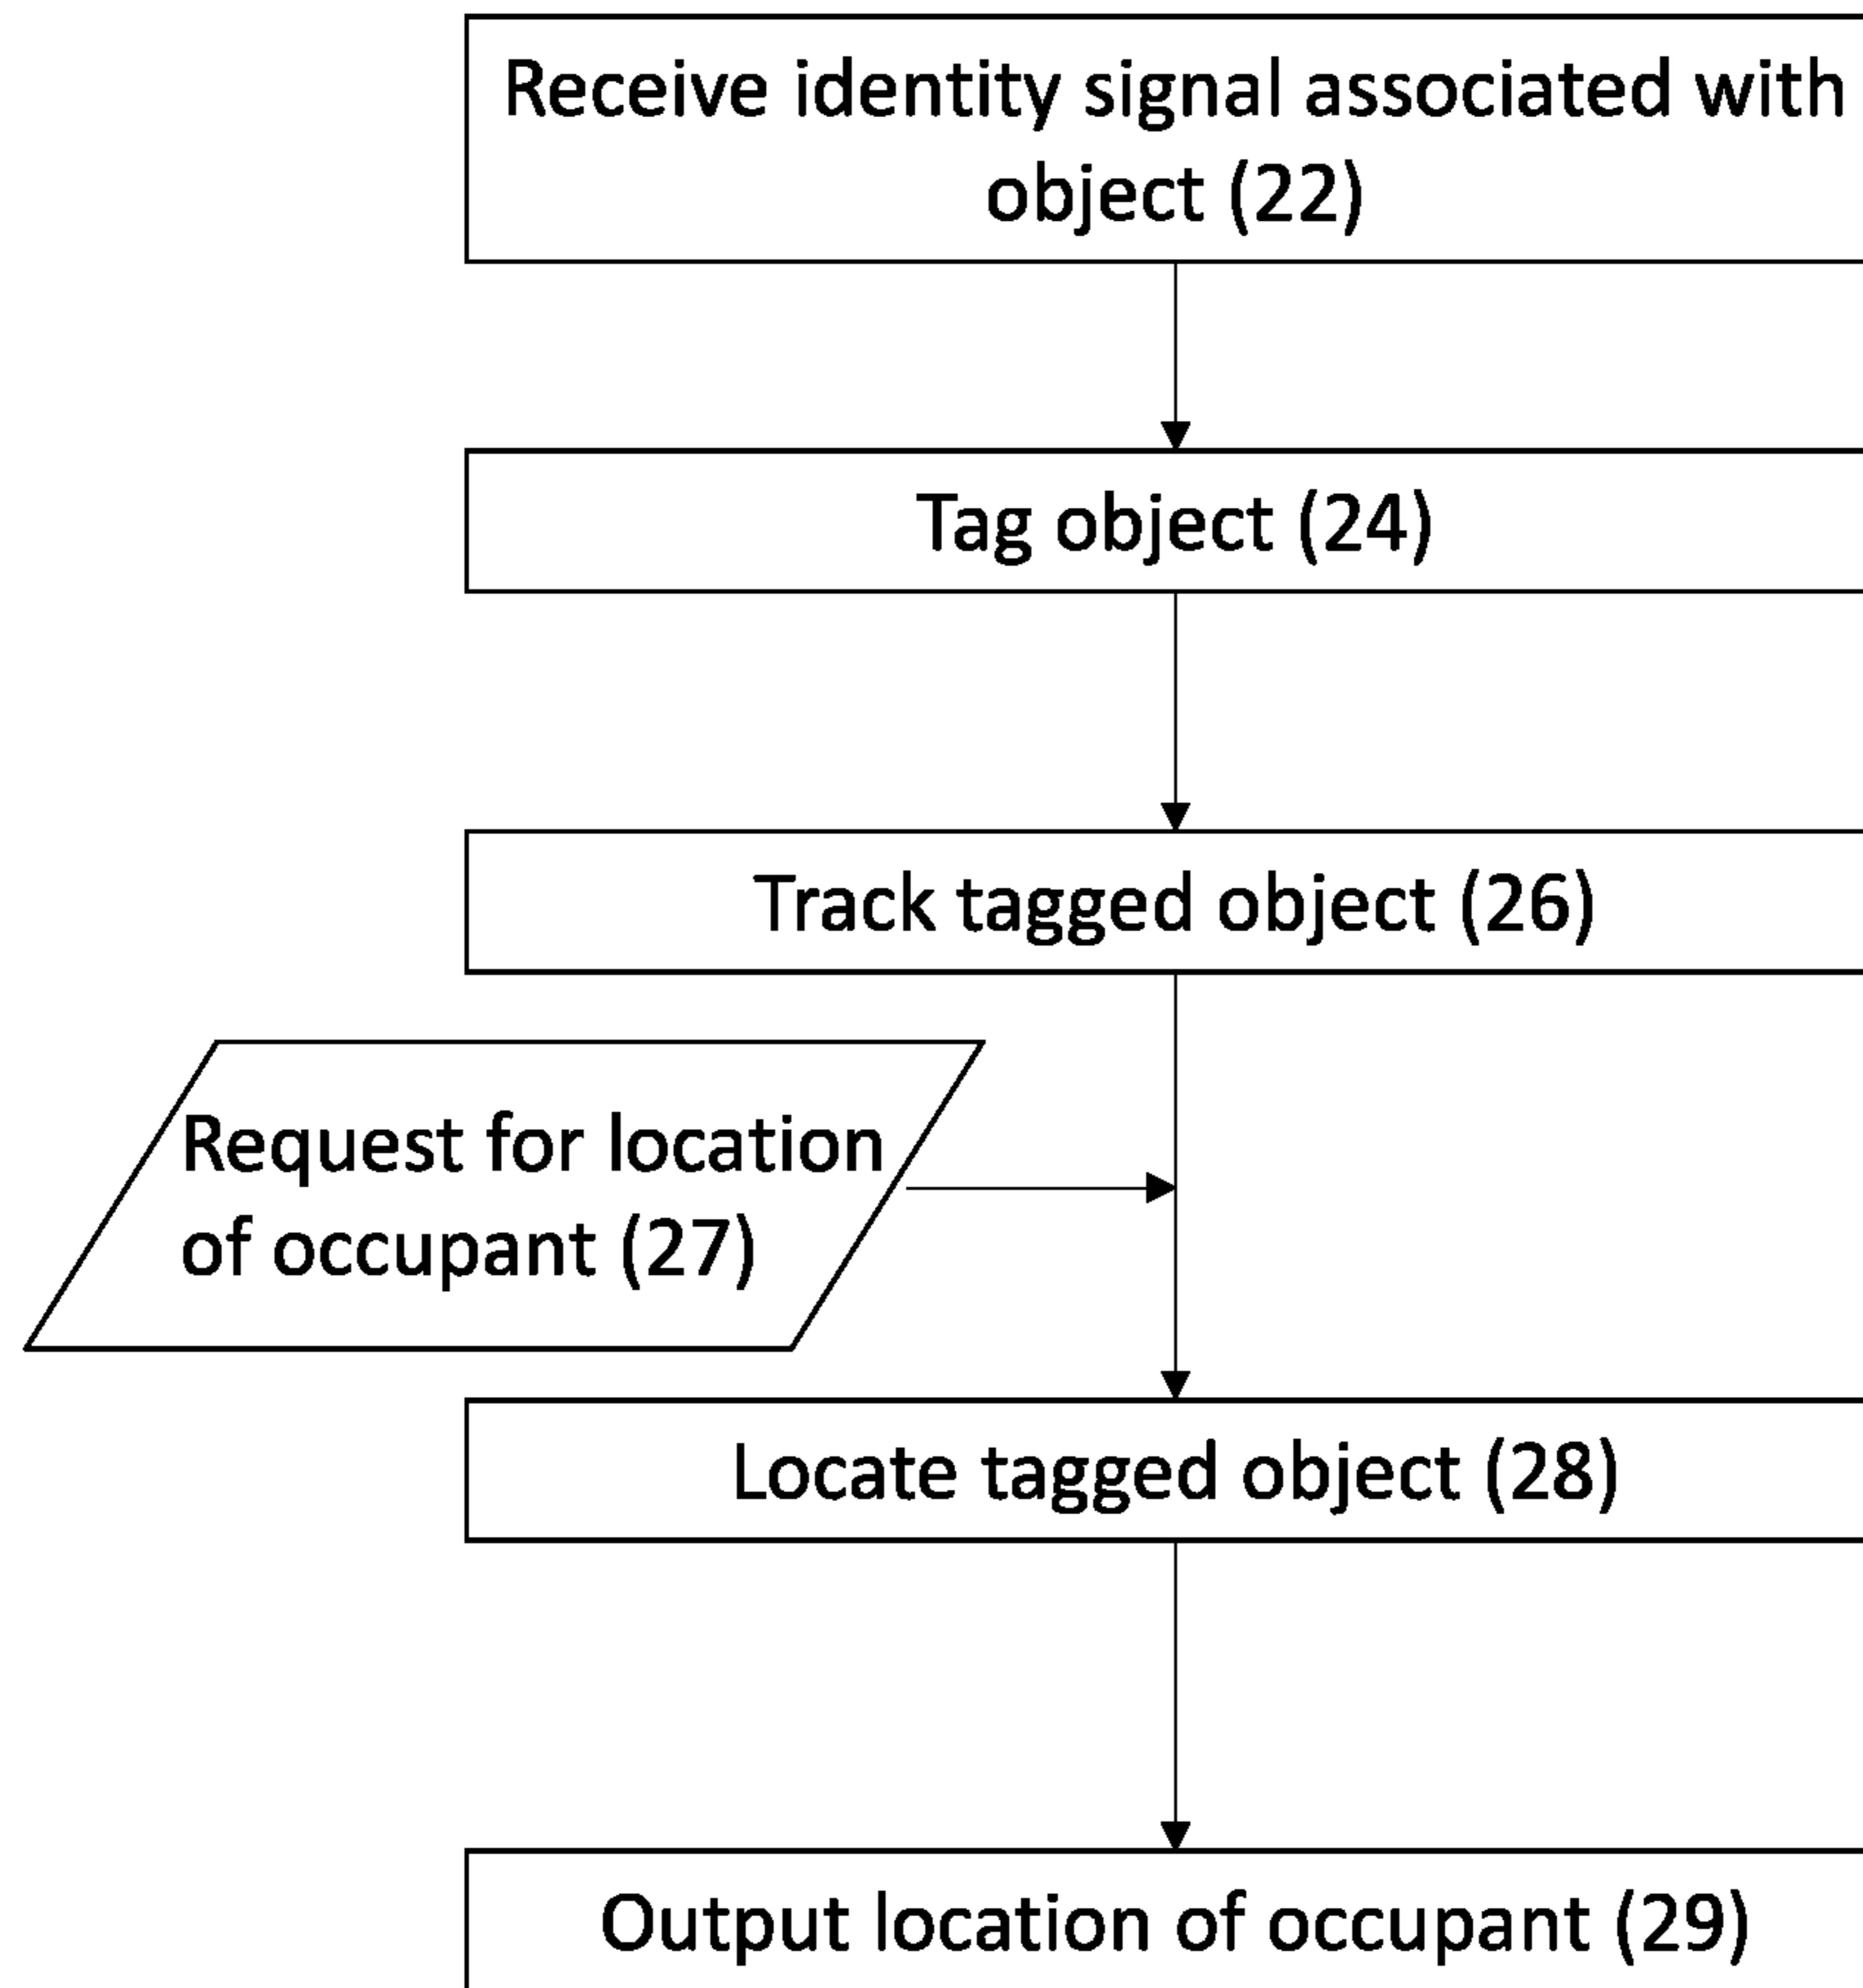 Receive identity signal associated with
object (22)
Tag object (24)
Track tagged object (26)
Request for location
of occupant (27)
Locate tagged object (28)
Output location of occupant (29)